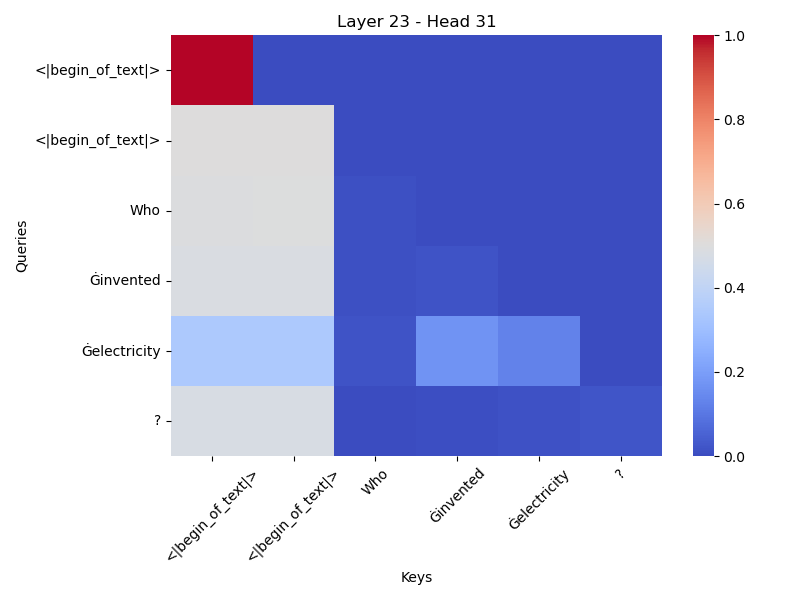 Layer 23 - Head 31
<|begin_of_text|>
<|begin_of_text|>
Who
Ġinvented
Ġelectricity
?
Queries
<|begin_of_text|>
<|begin_of_text|>
Who
Ġinvented
Ġelectricity
?
Keys
1.0
0.8
0.6
0.4
0.2
0.0